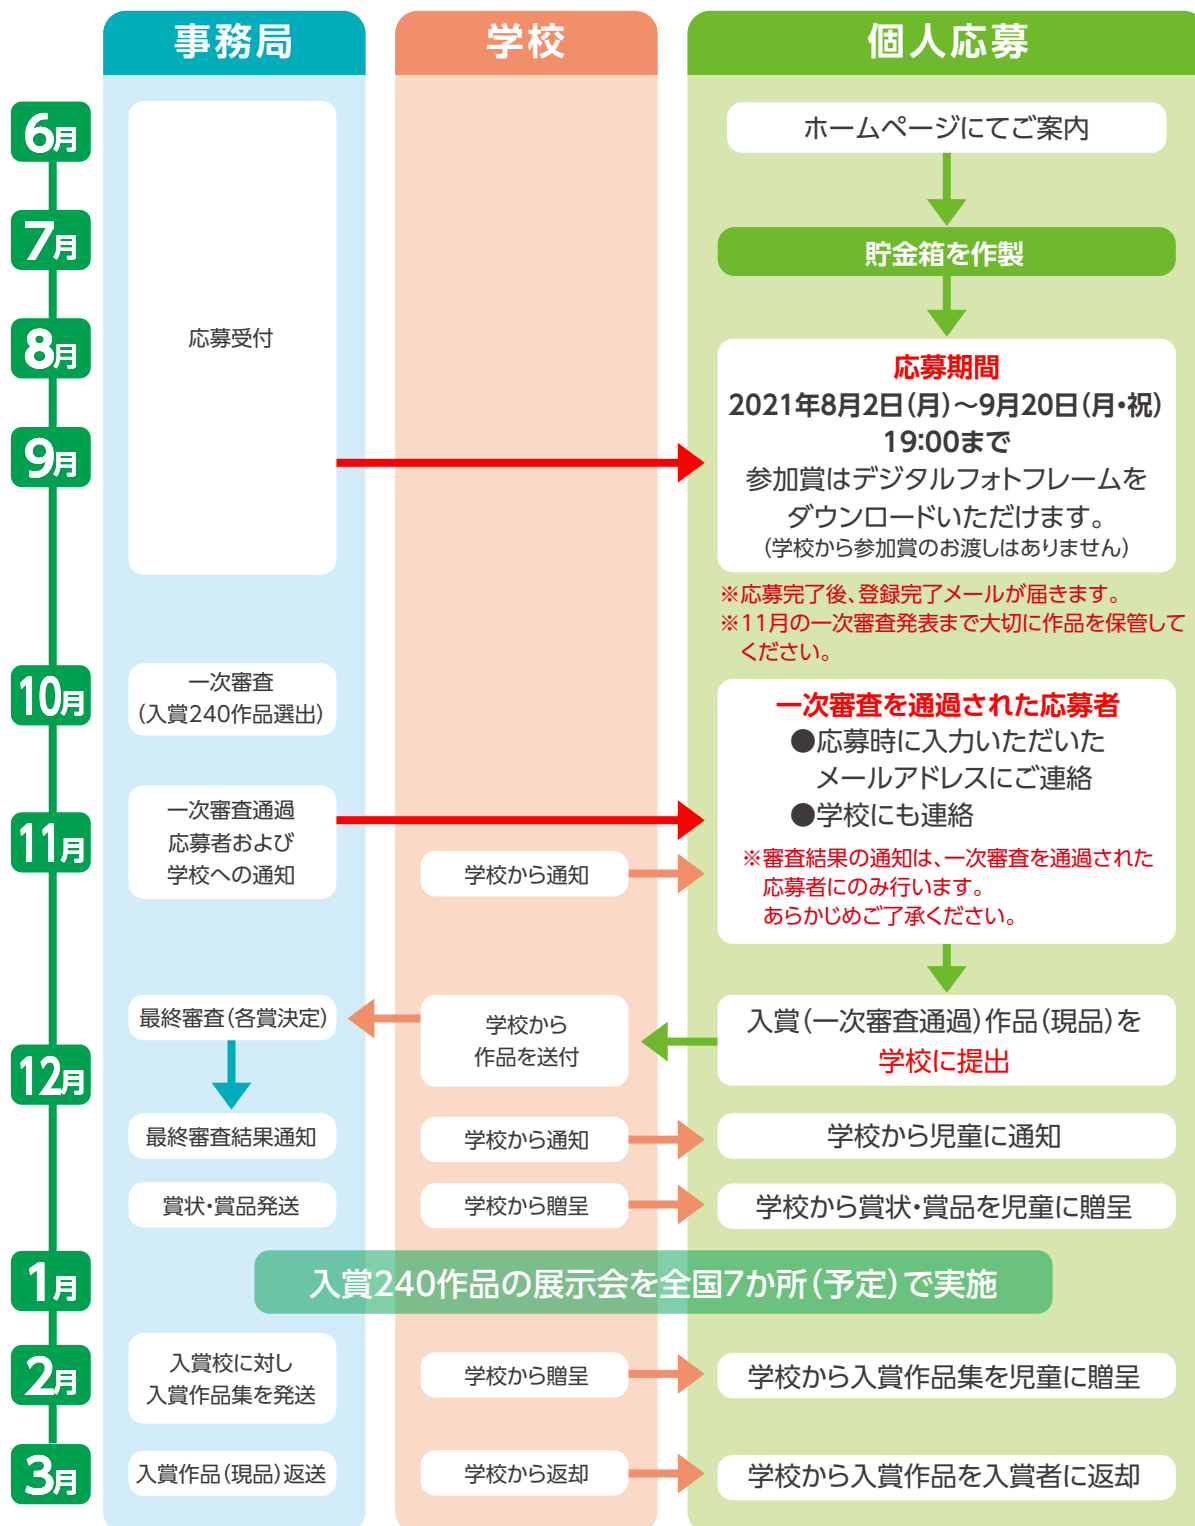 事務局
学校
個人応募
6月
ホームページにてご案内
7月
貯金箱を作製
8月
応募受付
応募期間
2021年8月2日(月)～9月20日(月・祝)
19:00まで
9月
参加賞はデジタルフォトフレームを
ダウンロードいただけます。
(学校から参加賞のお渡しはありません)
※応募完了後、登録完了メールが届きます。
※11月の一次審査発表まで大切に作品を保管して
ください。
10月
一次審査
(入賞240作品選出)
一次審査を通過された応募者
●応募時に入力いただいた
メールアドレスにご連絡
●学校にも連絡
11月
一次審査通過
応募者および
学校への通知
学校から通知
※審査結果の通知は、一次審査を通過された
応募者にのみ行います。
あらかじめご了承ください。
12月
最終審査(各賞決定)
学校から
作品を送付
入賞(一次審査通過)作品(現品)を
学校に提出
最終審査結果通知
学校から通知
学校から児童に通知
賞状・賞品発送
学校から贈呈
学校から賞状・賞品を児童に贈呈
1月
入賞240作品の展示会を全国7か所(予定)で実施
2月
入賞校に対し
入賞作品集を発送
学校から贈呈
学校から入賞作品集を児童に贈呈
3月
入賞作品(現品)返送
学校から返却
学校から入賞作品を入賞者に返却